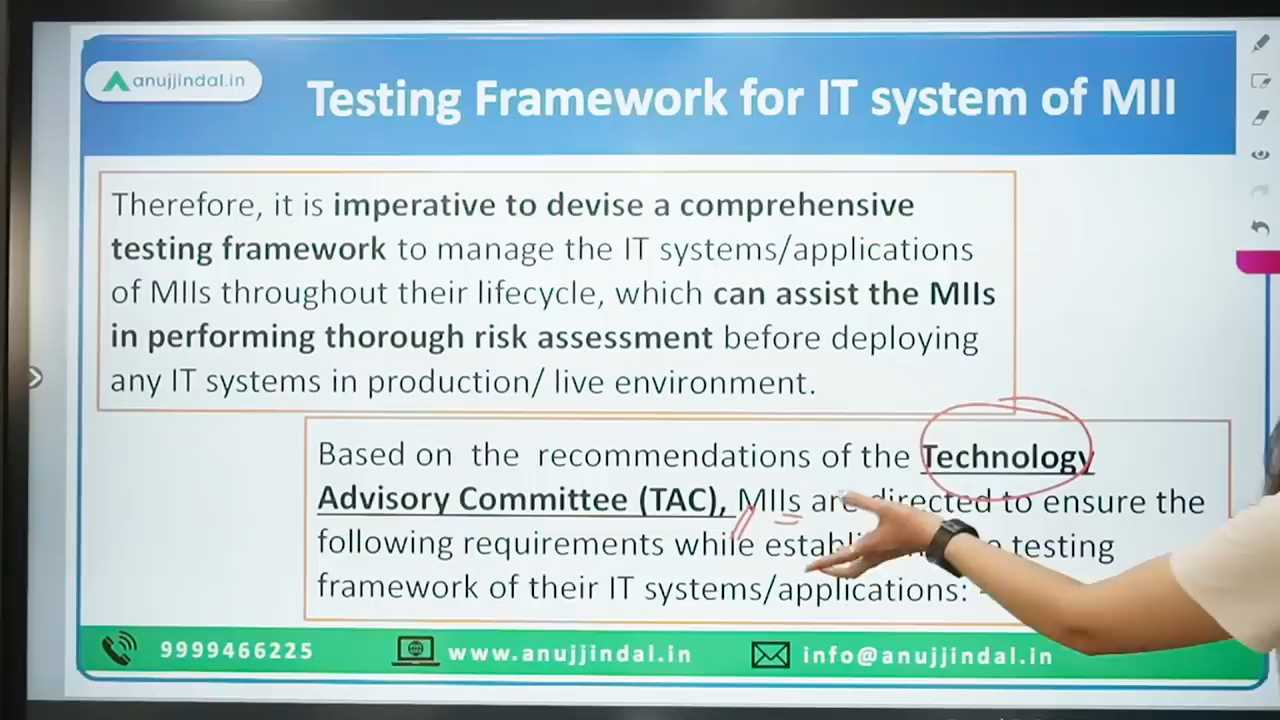 anujjindal.in
Testing Framework for IT system of MII
Therefore, it is imperative to devise a comprehensive
testing framework to manage the IT systems/applications
of MIIs throughout their lifecycle, which can assist the MIIs
in performing thorough risk assessment before deploying
any IT systems in production/ live environment.
Based on the recommendations of the Technology
Advisory Committee (TAC), MIIs are directed to ensure the
following requirements while testing
framework of their IT systems/applications:
9999466225
www.anujjindal.in
info@anujjindal.in